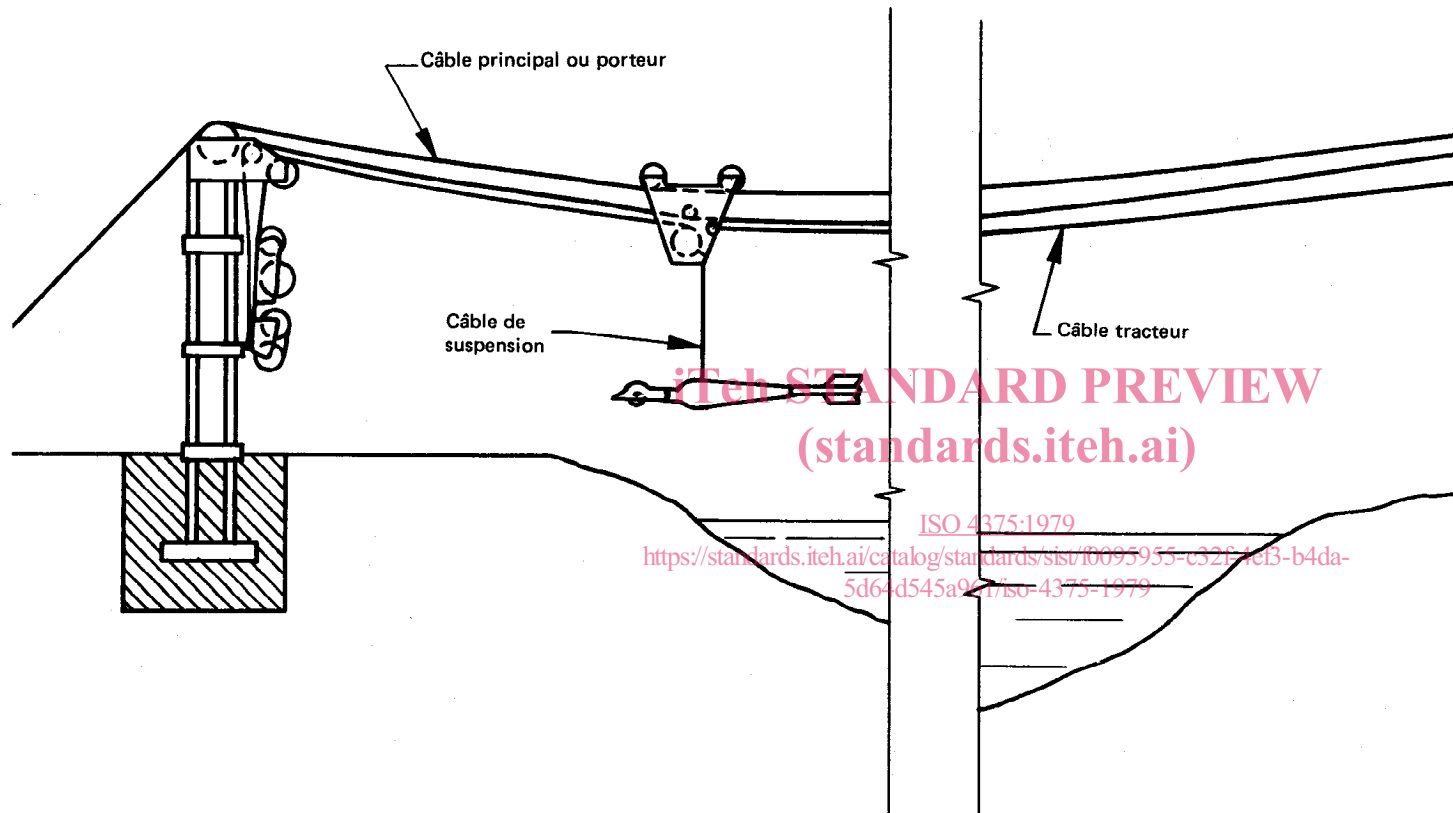 Câble principal ou porteur
Câble de
suspension
Câble tracteur
iTeh STANDARD PREVIEW
(standards.iteh.ai)
ISO 4375:1979
https://standards.iteh.ai/catalog/standards/sist/f0095955-c32f-4ef3-b4da-
5d64d545a961/iso-4375-1979